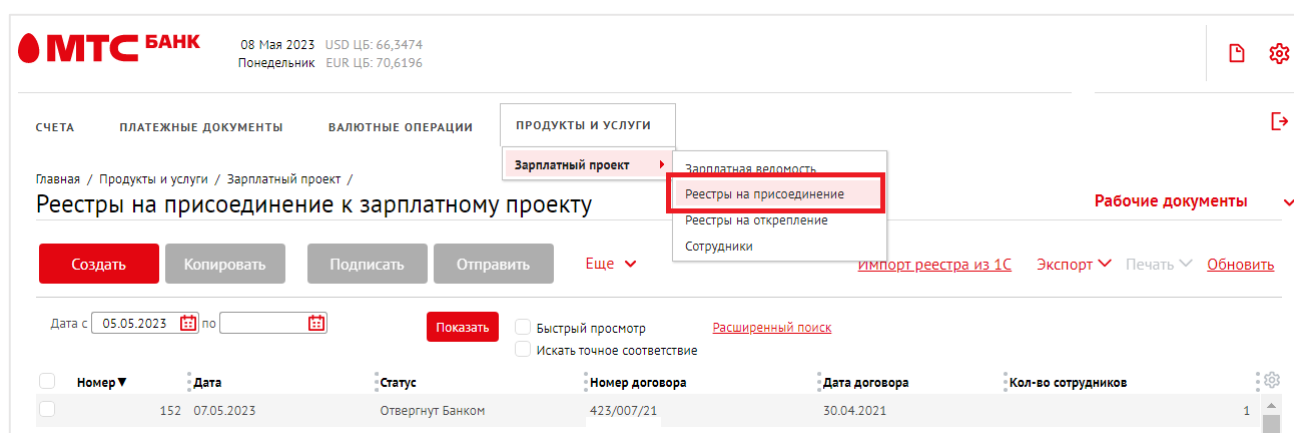 МТС БАНК
08 Мая 2023 USD ЦБ: 66,3474
Понедельник EUR ЦБ: 70,6196
СЧЕТА ПЛАТЕЖНЫЕ ДОКУМЕНТЫ ВАЛЮТНЫЕ ОПЕРАЦИИ ПРОДУКТЫ И УСЛУГИ
Зарплатный проект
Зарплатная ведомость
Реестры на присоединение
Реестры на открепление
Сотрудники
Главная / Продукты и услуги / Зарплатный проект /
Реестры на присоединение к зарплатному проекту
Рабочие документы
Создать Копировать Подписать Отправить Еще Импорт реестра из 1С Экспорт Печать Обновить
Дата с 05.05.2023 по Показать Быстрый просмотр Расширенный поиск
Искать точное соответствие
Номер▼ Дата Статус Номер договора Дата договора Кол-во сотрудников
152 07.05.2023 Отвергнут Банком 423/007/21 30.04.2021 1